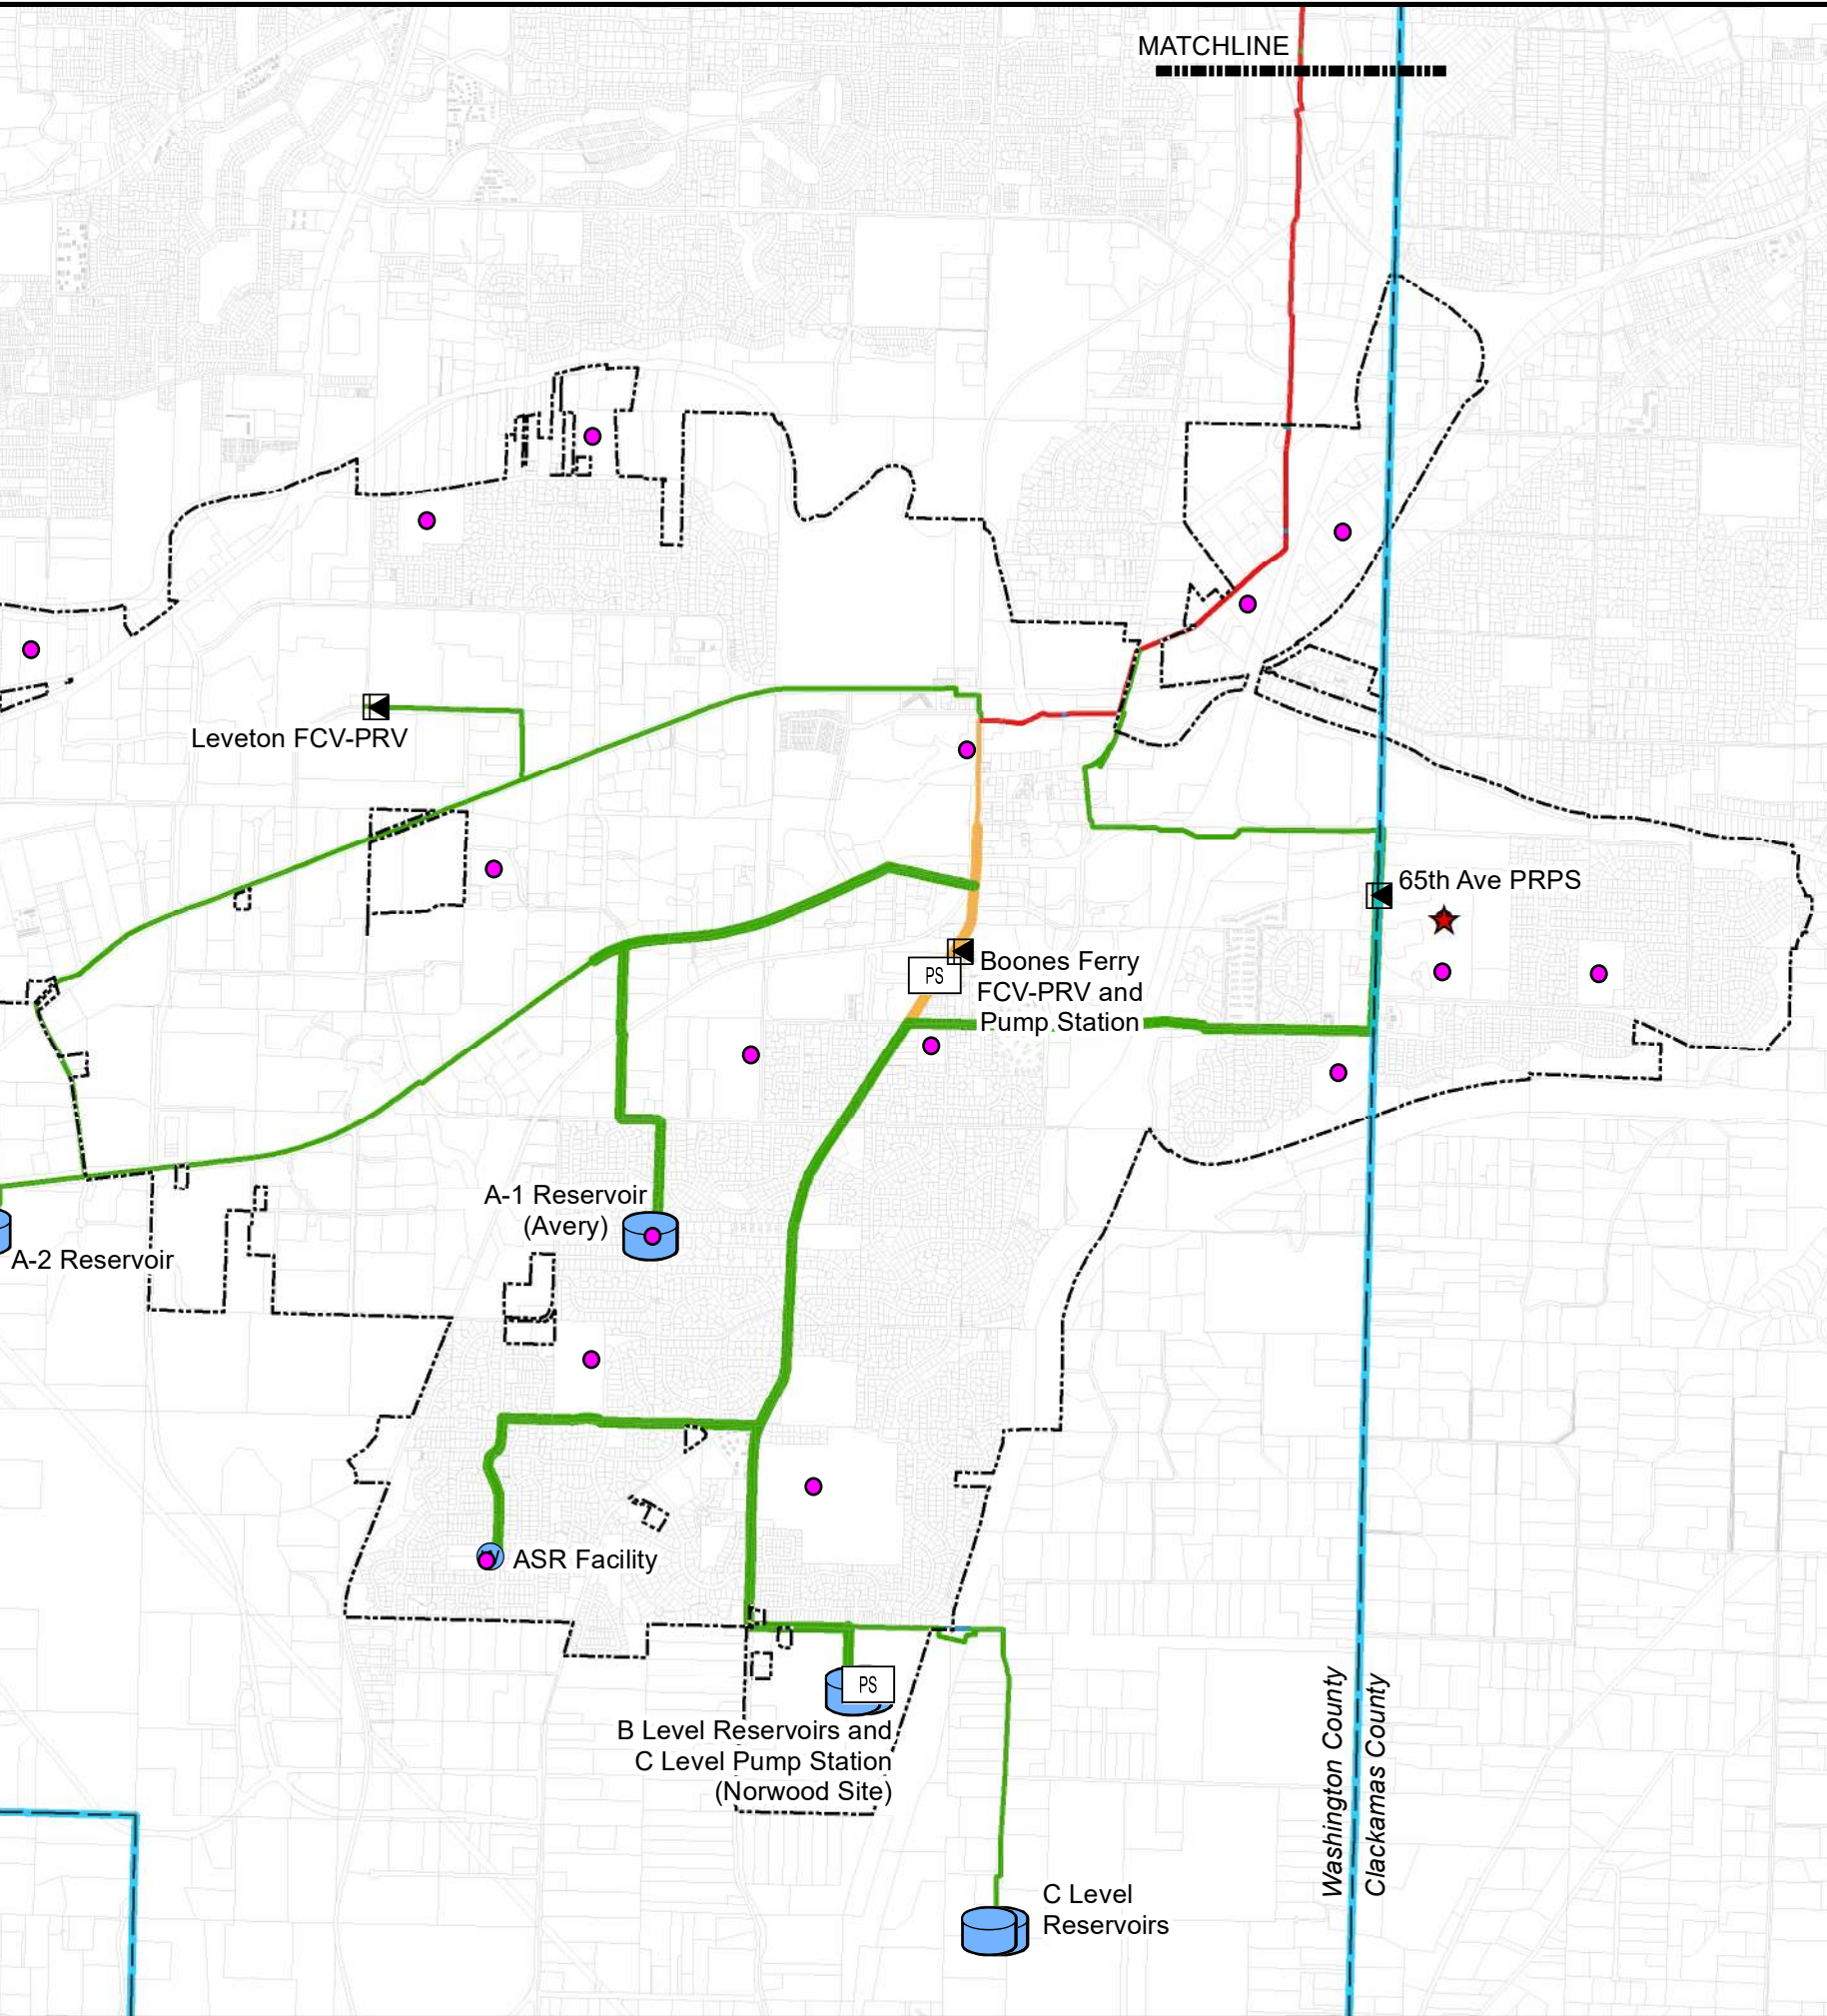 MATCHLINE
Leveton FCV-PRV
65th Ave PRPS
Boones Ferry
FCV-PRV and
Pump Station
PS
A-1 Reservoir
(Avery)
A-2 Reservoir
ASR Facility
PS
B Level Reservoirs and
C Level Pump Station
(Norwood Site)
Washington County
Clackamas County
C Level
Reservoirs